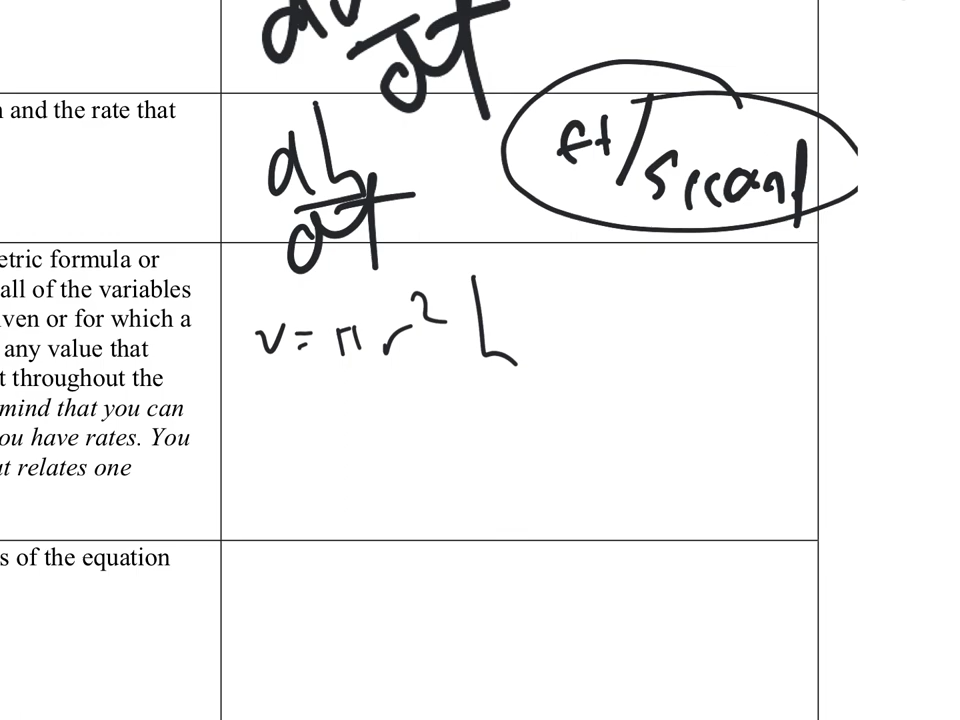 dt
n and the rate that
dh
dt
ft/second
etric formula or
all of the variables
ven or for which a
any value that
t throughout the
mind that you can
ou have rates. You
at relates one
v = π r² h
s of the equation